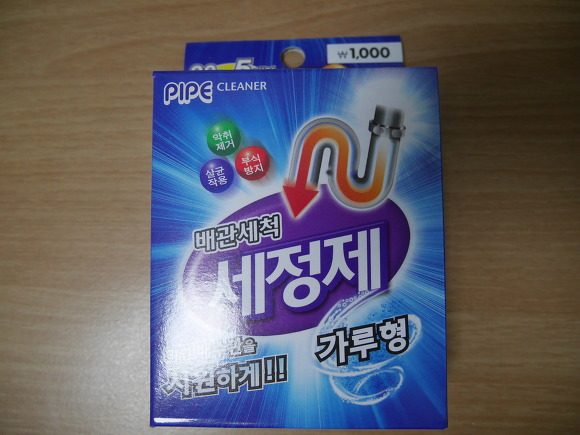 ₩1,000
PIPE CLEANER
악취
제거
살균
작용
부식
방지
배관세척
세정제
가루형
시원하게!!